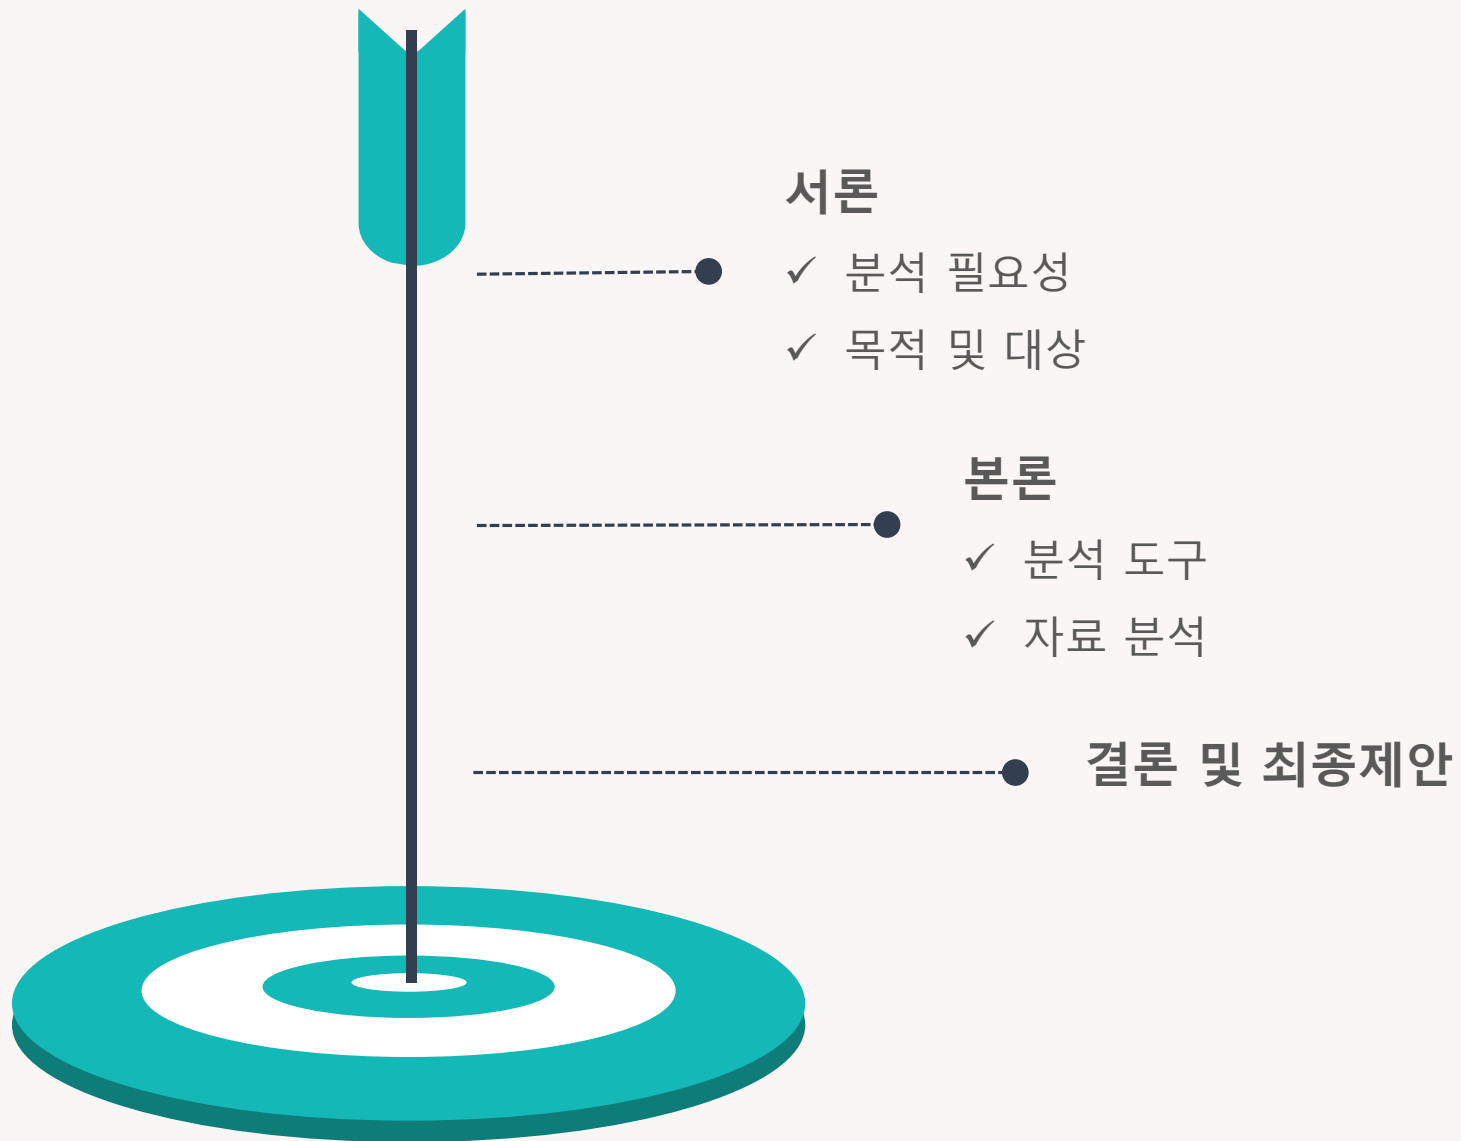 서론
✓ 분석 필요성
✓ 목적 및 대상
본론
✓ 분석 도구
✓ 자료 분석
결론 및 최종제안